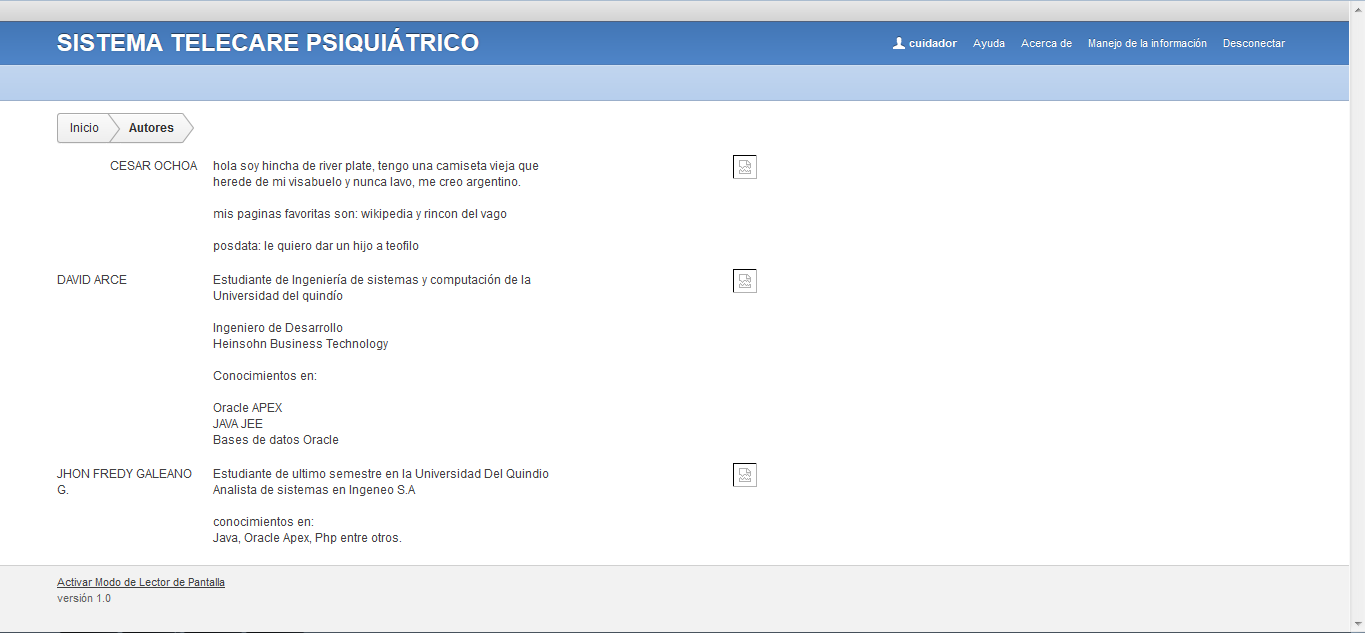 SISTEMA TELECARE PSIQUIÁTRICO
cuidador Ayuda Acerca de Manejo de la información Desconectar
Inicio Autores
CESAR OCHOA
hola soy hincha de river plate, tengo una camiseta vieja que
herede de mi visabuelo y nunca lavo, me creo argentino.
mis paginas favoritas son: wikipedia y rincon del vago
posdata: le quiero dar un hijo a teofilo
DAVID ARCE
Estudiante de Ingeniería de sistemas y computación de la
Universidad del quindío
Ingeniero de Desarrollo
Heinsohn Business Technology
Conocimientos en:
Oracle APEX
JAVA JEE
Bases de datos Oracle
JHON FREDY GALEANO
G.
Estudiante de ultimo semestre en la Universidad Del Quindio
Analista de sistemas en Ingeneo S.A
conocimientos en:
Java, Oracle Apex, Php entre otros.
Activar Modo de Lector de Pantalla
versión 1.0